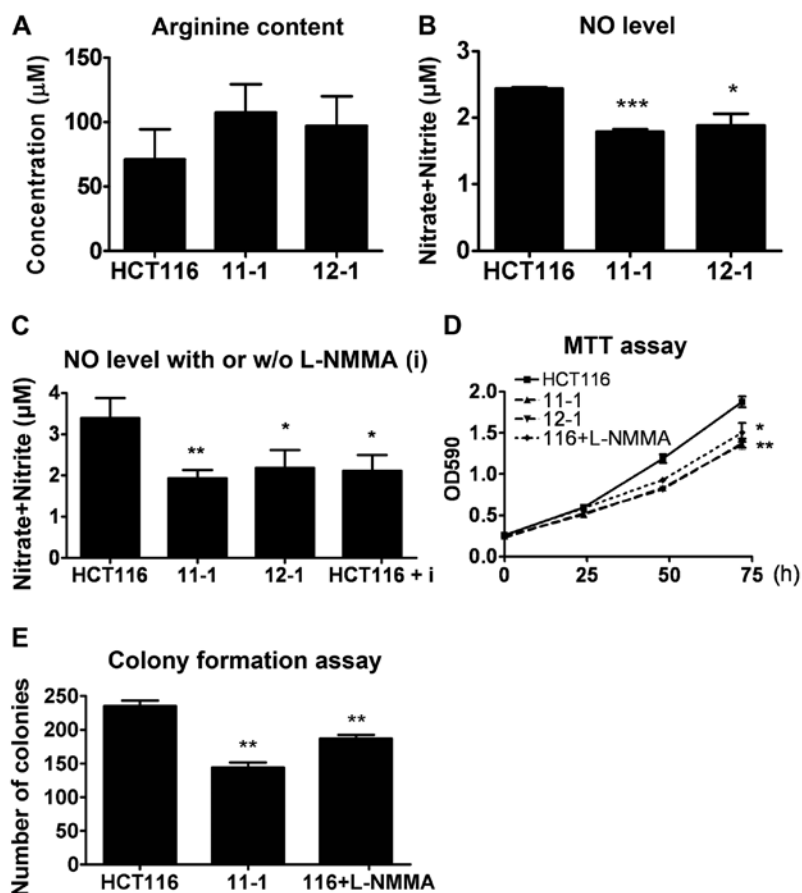 A
Arginine content
Concentration (µM)
150
100
50
0
HCT116 11-1 12-1
B
NO level
Nitrate+Nitrite (µM)
3
2
1
0
*** *
HCT116 11-1 12-1
C
NO level with or w/o L-NMMA (i)
Nitrate+Nitrite (µM)
4
3
2
1
0
** * *
HCT116 11-1 12-1 HCT116 + i
D
MTT assay
HCT116
11-1
12-1
116+L-NMMA
OD590
2.0
1.5
1.0
0.5
0.0
*
**
0 25 50 75 (h)
E
Colony formation assay
Number of colonies
250
200
150
100
50
0
** **
HCT116 11-1 116+L-NMMA